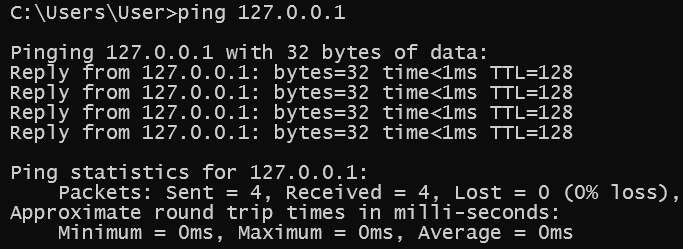 C:\Users\User>ping 127.0.0.1
Pinging 127.0.0.1 with 32 bytes of data:
Reply from 127.0.0.1: bytes=32 time<1ms TTL=128
Reply from 127.0.0.1: bytes=32 time<1ms TTL=128
Reply from 127.0.0.1: bytes=32 time<1ms TTL=128
Reply from 127.0.0.1: bytes=32 time<1ms TTL=128
Ping statistics for 127.0.0.1:
    Packets: Sent = 4, Received = 4, Lost = 0 (0% loss),
Approximate round trip times in milli-seconds:
    Minimum = 0ms, Maximum = 0ms, Average = 0ms